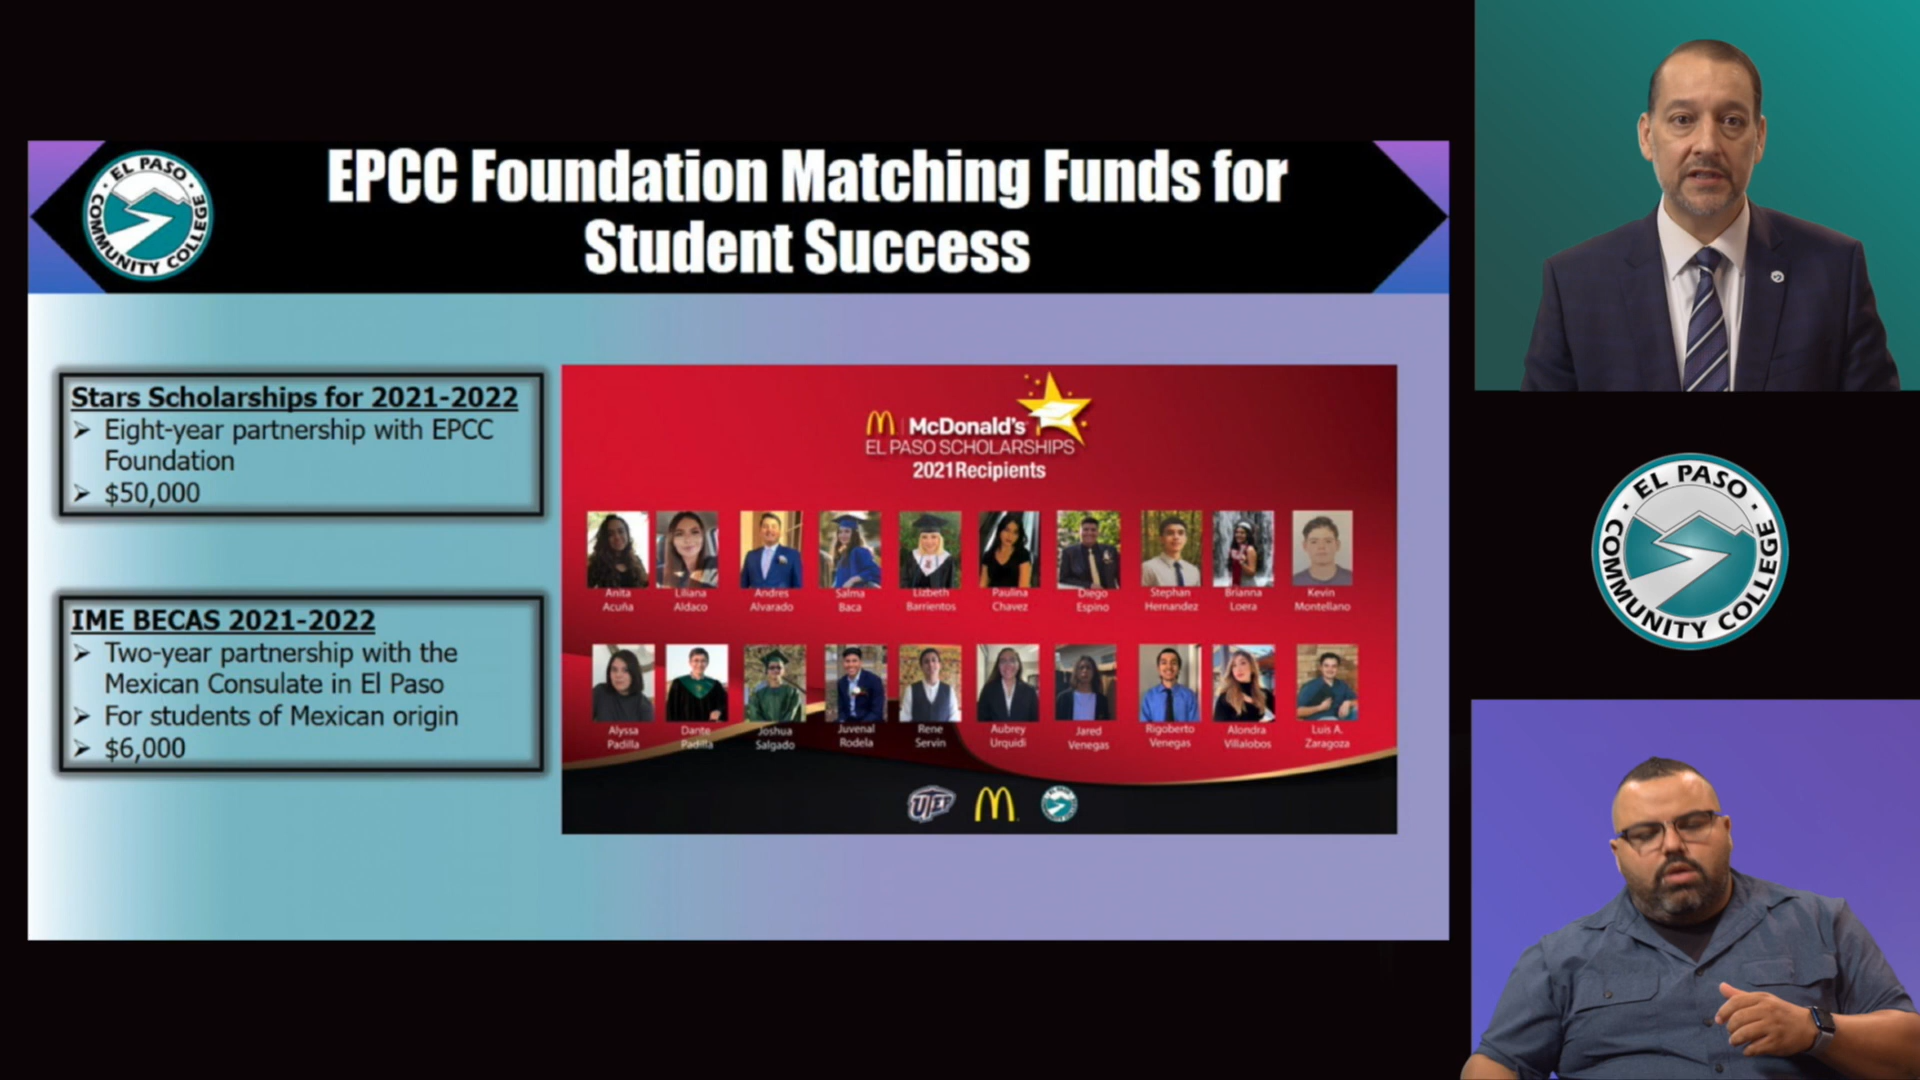 EL PASO
COMMUNITY COLLEGE
EPCC Foundation Matching Funds for
Student Success
Stars Scholarships for 2021-2022
➢ Eight-year partnership with EPCC
Foundation
➢ $50,000
IME BECAS 2021-2022
➢ Two-year partnership with the
Mexican Consulate in El Paso
➢ For students of Mexican origin
➢ $6,000
McDonald's
EL PASO SCHOLARSHIPS
2021Recipients
Anita
Acuña
Liliana
Aldaco
Andres
Alvarado
Salma
Baca
Lizbeth
Barrientos
Paulina
Chavez
Diego
Espino
Stephan
Hernandez
Brianna
Loera
Kevin
Montellano
Alyssa
Padilla
Dante
Padilla
Joshua
Salgado
Juvenal
Rodela
Rene
Servin
Aubrey
Urquidi
Jared
Venegas
Rigoberto
Venegas
Alondra
Villalobos
Luis A.
Zaragoza
UTEP
EL PASO
COMMUNITY COLLEGE